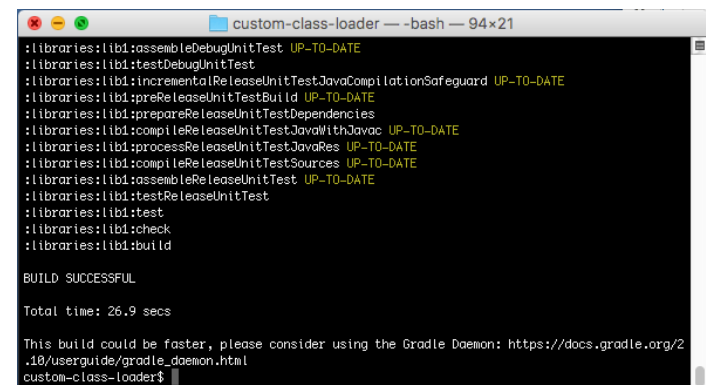 custom-class-loader — -bash — 94×21
:libraries:lib1:assembleDebugUnitTest UP-TO-DATE
:libraries:lib1:testDebugUnitTest
:libraries:lib1:incrementalReleaseUnitTestJavaCompilationSafeguard UP-TO-DATE
:libraries:lib1:preReleaseUnitTestBuild UP-TO-DATE
:libraries:lib1:prepareReleaseUnitTestDependencies
:libraries:lib1:compileReleaseUnitTestJavaWithJavac UP-TO-DATE
:libraries:lib1:processReleaseUnitTestJavaRes UP-TO-DATE
:libraries:lib1:compileReleaseUnitTestSources UP-TO-DATE
:libraries:lib1:assembleReleaseUnitTest UP-TO-DATE
:libraries:lib1:testReleaseUnitTest
:libraries:lib1:test
:libraries:lib1:check
:libraries:lib1:build
BUILD SUCCESSFUL
Total time: 26.9 secs
This build could be faster, please consider using the Gradle Daemon: https://docs.gradle.org/2
.10/userguide/gradle_daemon.html
custom-class-loader$